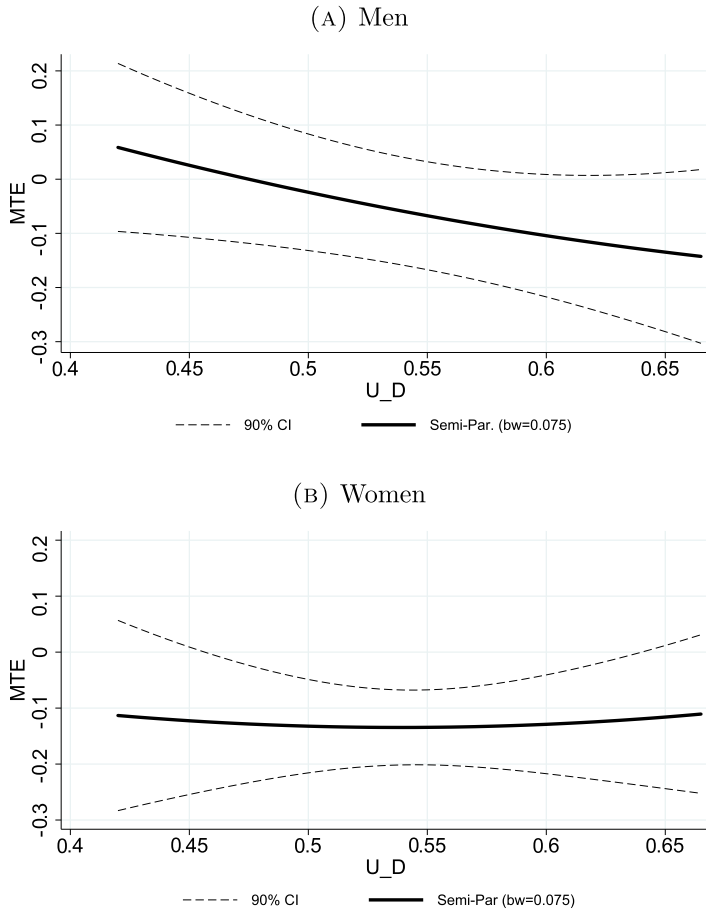 (A) Men
0.2
0.1
0
-0.1
-0.2
-0.3
MTE
0.4 0.45 0.5 0.55 0.6 0.65
U_D
90% CI Semi-Par. (bw=0.075)
(B) Women
0.2
0.1
0
-0.1
-0.2
-0.3
MTE
0.4 0.45 0.5 0.55 0.6 0.65
U_D
90% CI Semi-Par (bw=0.075)